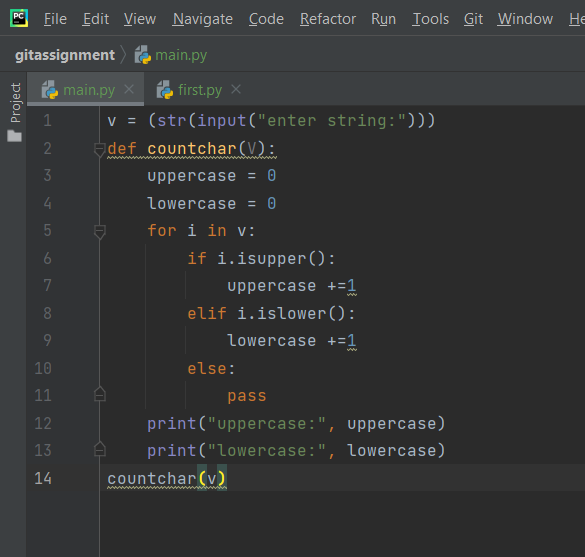 PC File Edit View Navigate Code Refactor Run Tools Git Window He
gitassignment main.py
main.py first.py
Project
1 v = (str(input("enter string:")))
2 def countchar(V):
3     uppercase = 0
4     lowercase = 0
5     for i in v:
6         if i.isupper():
7             uppercase +=1
8         elif i.islower():
9             lowercase +=1
10         else:
11             pass
12     print("uppercase:", uppercase)
13     print("lowercase:", lowercase)
14 countchar(v)